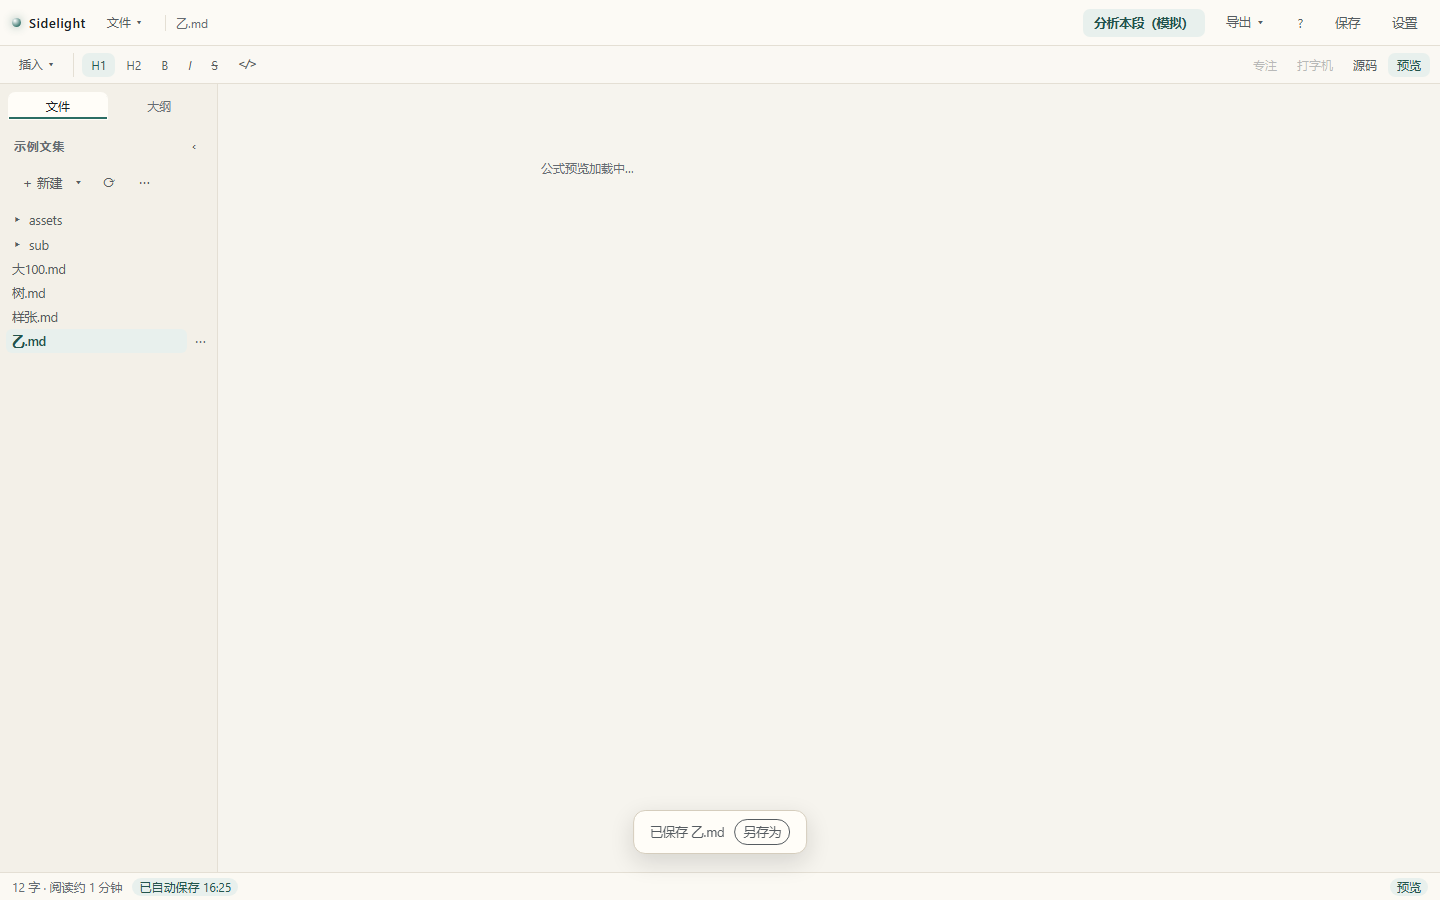 Sidelight 文件 乙.md 分析本段（模拟） 导出 ? 保存 设置
插入 H1 H2 B I S </> 专注 打字机 源码 预览
文件 大纲
示例文集 ‹
+ 新建 ⟳ ···
assets
sub
大100.md
树.md
样张.md
乙.md ···
公式预览加载中...
已保存 乙.md 另存为
12 字 · 阅读约 1 分钟 已自动保存 16:25 预览